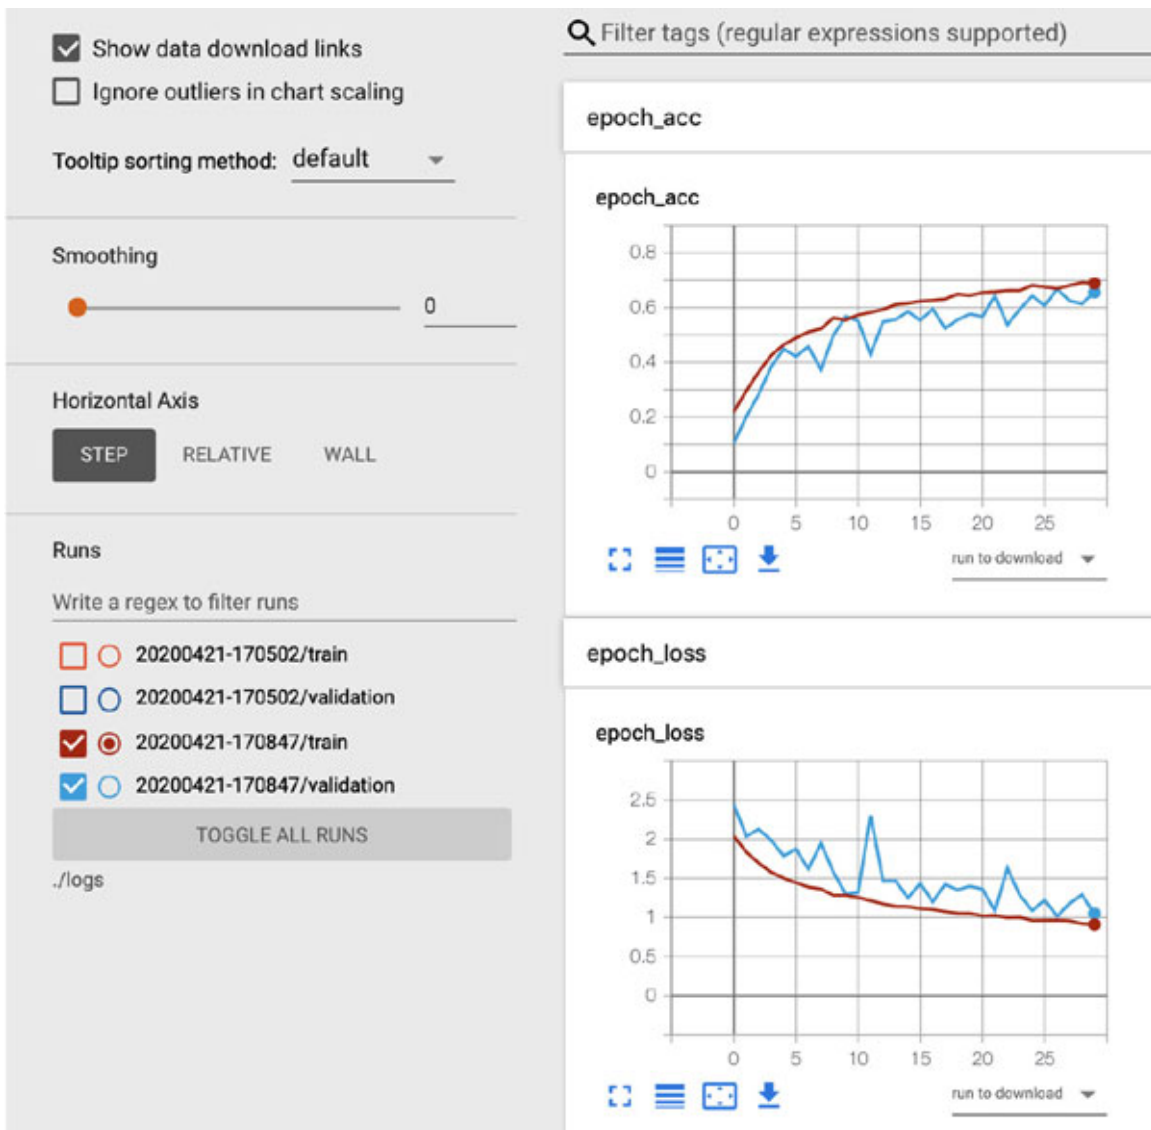 Show data download links
Ignore outliers in chart scaling
Tooltip sorting method: default
Smoothing
0
Horizontal Axis
STEP RELATIVE WALL
Runs
Write a regex to filter runs
20200421-170502/train
20200421-170502/validation
20200421-170847/train
20200421-170847/validation
TOGGLE ALL RUNS
./logs
Filter tags (regular expressions supported)
epoch_acc
epoch_acc
0.8
0.6
0.4
0.2
0
0 5 10 15 20 25
run to download
epoch_loss
epoch_loss
2.5
2
1.5
1
0.5
0
0 5 10 15 20 25
run to download